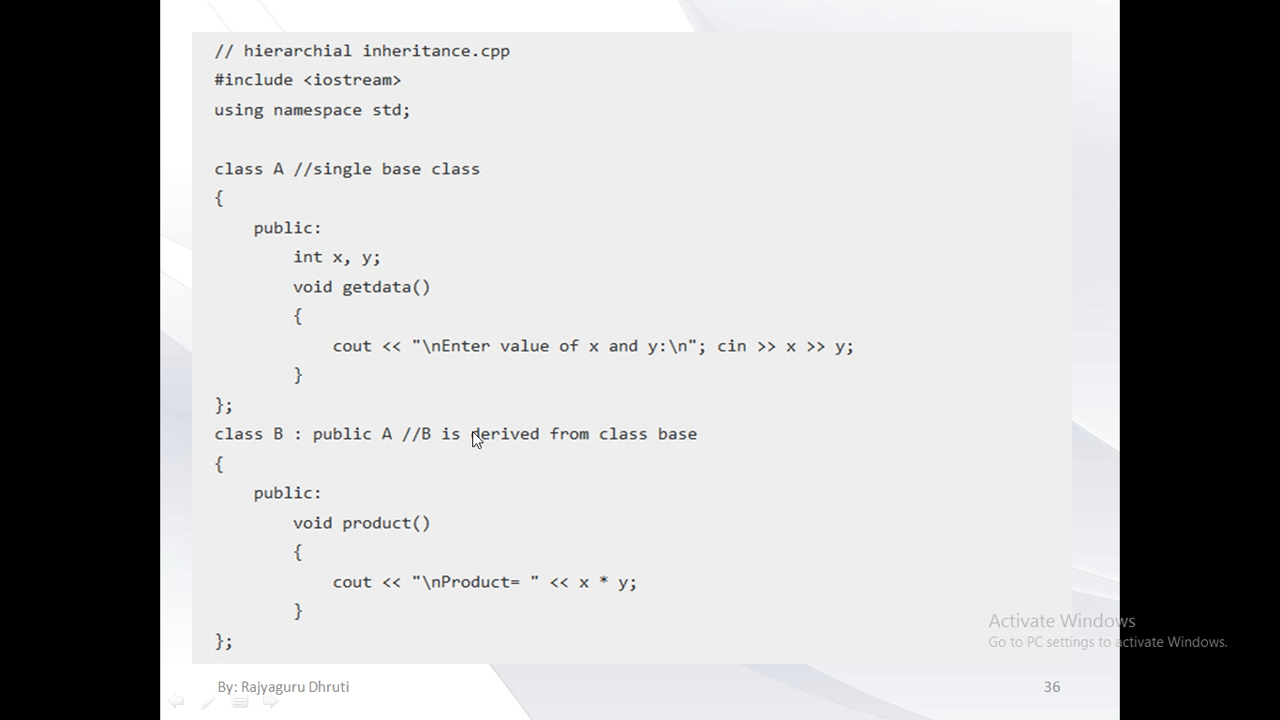 // hierarchial inheritance.cpp
#include <iostream>
using namespace std;
class A //single base class
{
public:
int x, y;
void getdata()
{
cout << "\nEnter value of x and y:\n"; cin >> x >> y;
}
};
class B : public A //B is derived from class base
{
public:
void product()
{
cout << "\nProduct= " << x * y;
}
};
Activate Windows
Go to PC settings to activate Windows.
By: Rajyaguru Dhruti
36